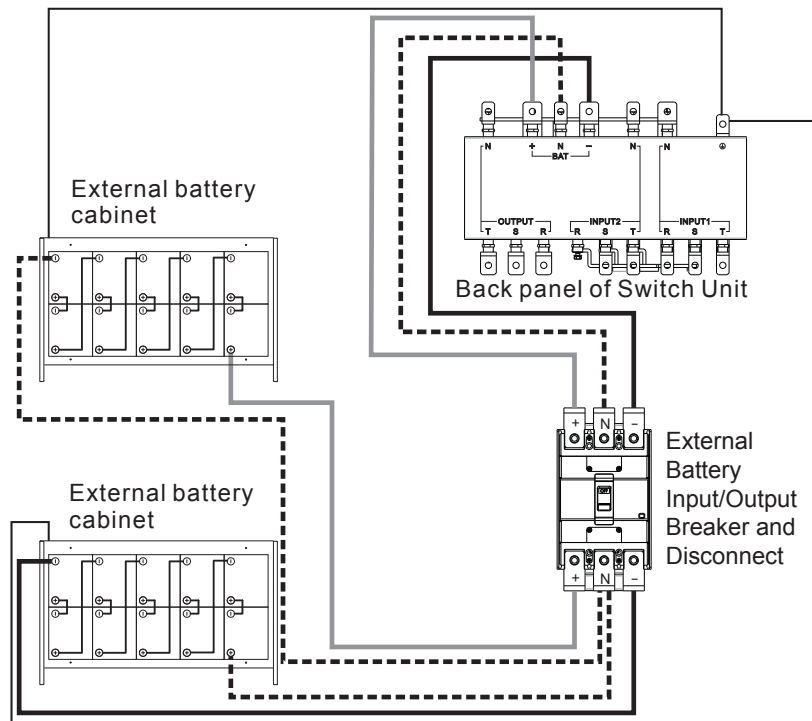 N + N − N N ⏚
BAT
OUTPUT INPUT2 INPUT1
T S R R S T R S T
Back panel of Switch Unit
External battery
cabinet
+ N −
OFF
External
Battery
Input/Output
Breaker and
Disconnect
+ N −
External battery
cabinet